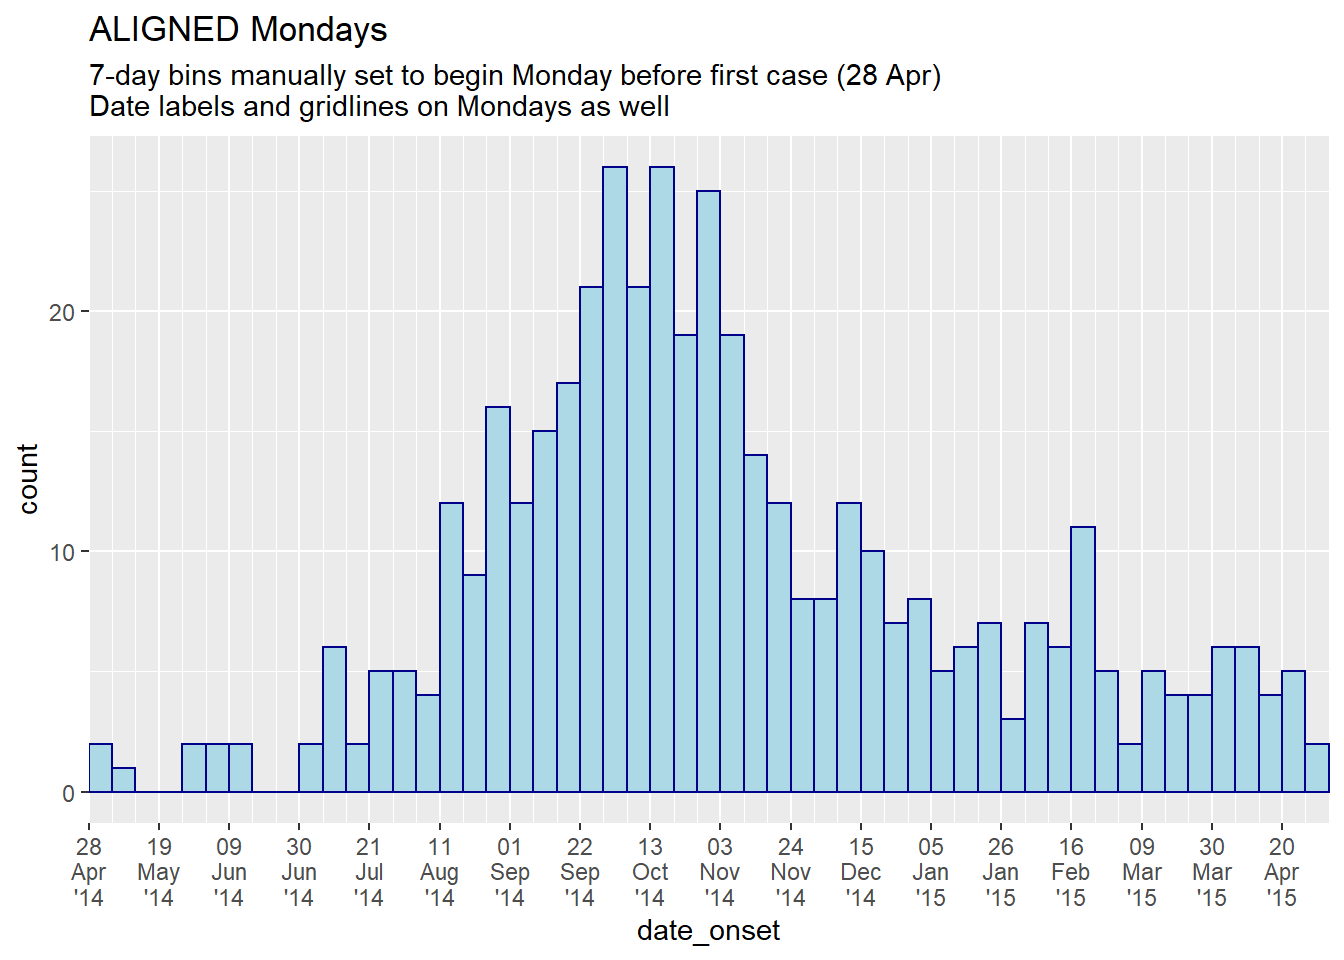 ALIGNED Mondays
7-day bins manually set to begin Monday before first case (28 Apr)
Date labels and gridlines on Mondays as well
count
20
10
0
28 19 09 30 21 11 01 22 13 03 24 15 05 26 16 09 30 20
Apr May Jun Jun Jul Aug Sep Sep Oct Nov Nov Dec Jan Jan Feb Mar Mar Apr
'14 '14 '14 '14 '14 '14 '14 '14 '14 '14 '14 '14 '15 '15 '15 '15 '15 '15
date_onset